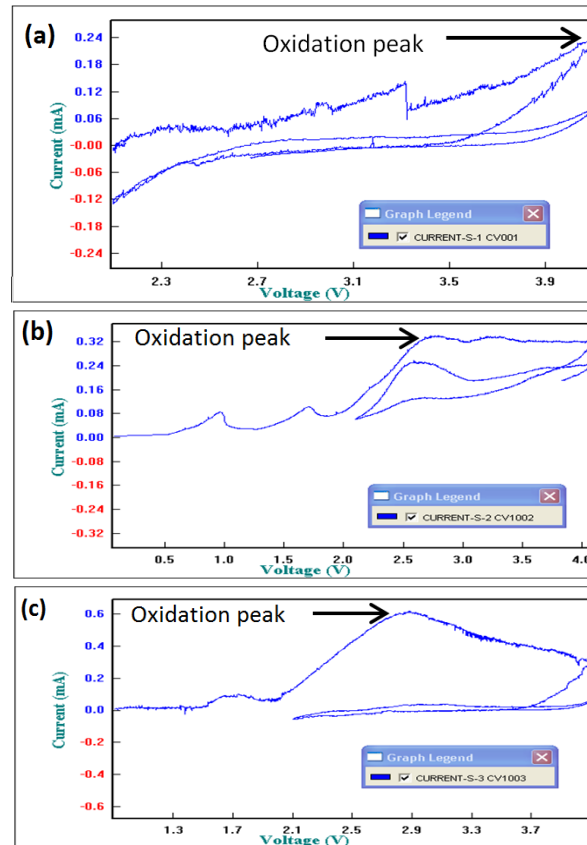 (a)
Oxidation peak
Current (mA)
0.24
0.18
0.12
0.06
-0.00
-0.06
-0.12
-0.18
-0.24
Graph Legend
CURRENT-S-1 CV001
2.3 2.7 3.1 3.5 3.9
Voltage (V)
(b)
Oxidation peak
Current (mA)
0.32
0.24
0.16
0.08
0.00
-0.08
-0.16
-0.24
-0.32
Graph Legend
CURRENT-S-2 CV1002
0.5 1.0 1.5 2.0 2.5 3.0 3.5 4.0
Voltage (V)
(c)
Oxidation peak
Current (mA)
0.6
0.4
0.2
0.0
-0.2
-0.4
-0.6
Graph Legend
CURRENT-S-3 CV1003
1.3 1.7 2.1 2.5 2.9 3.3 3.7
Voltage (V)